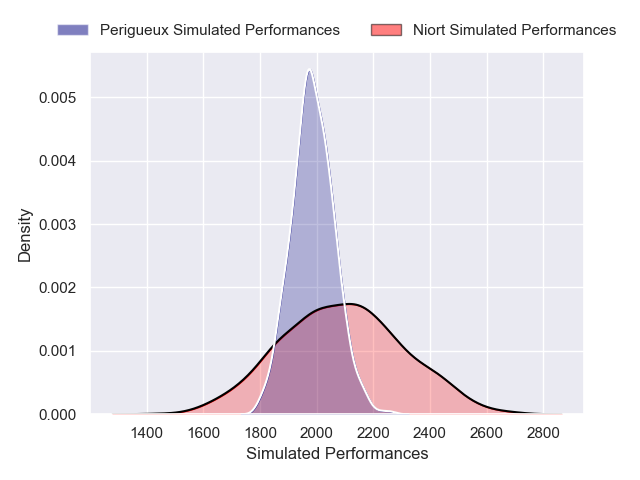 Perigueux Simulated Performances
Niort Simulated Performances
0.005
0.004
0.003
0.002
0.001
0.000
Density
1400 1600 1800 2000 2200 2400 2600 2800
Simulated Performances